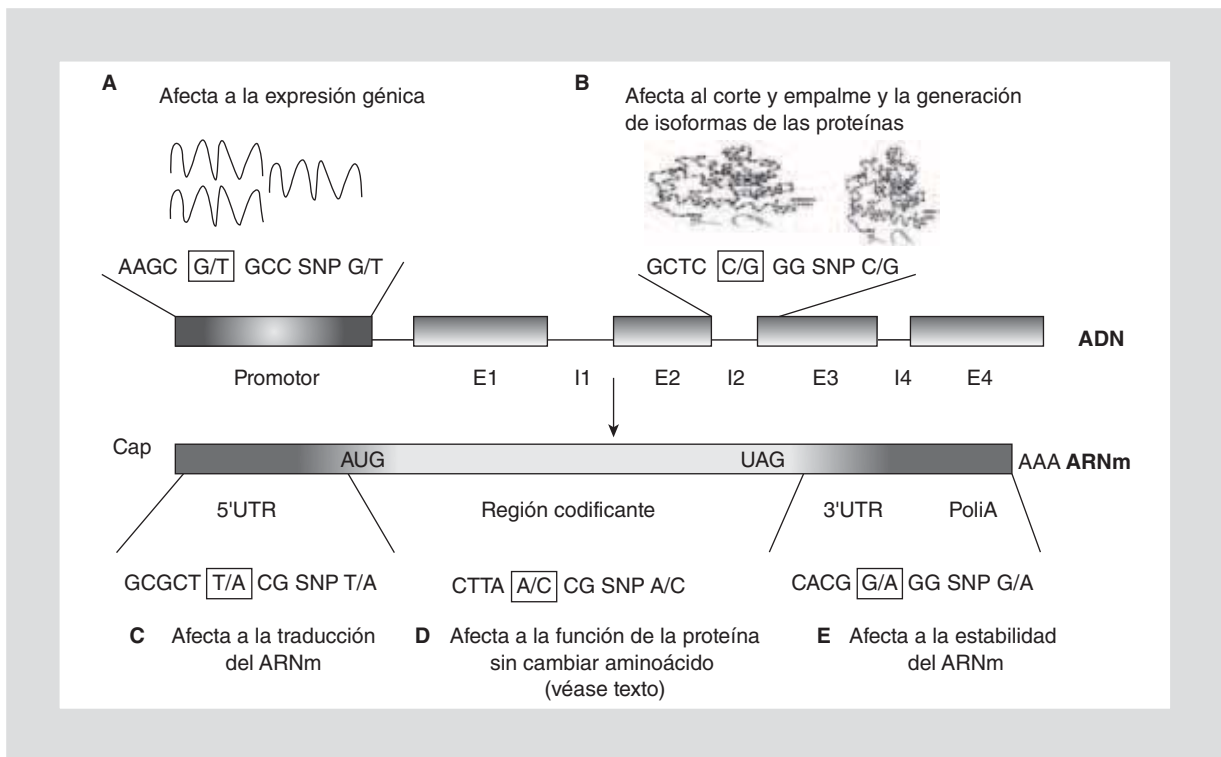 A
Afecta a la expresión génica
B
Afecta al corte y empalme y la generación
de isoformas de las proteínas
AAGC G/T GCC SNP G/T
GCTC C/G GG SNP C/G
ADN
Promotor E1 I1 E2 I2 E3 I4 E4
Cap
AUG UAG
AAA ARNm
5'UTR Región codificante 3'UTR PoliA
GCGCT T/A CG SNP T/A
CTTA A/C CG SNP A/C
CACG G/A GG SNP G/A
C Afecta a la traducción
del ARNm
D Afecta a la función de la proteína
sin cambiar aminoácido
(véase texto)
E Afecta a la estabilidad
del ARNm